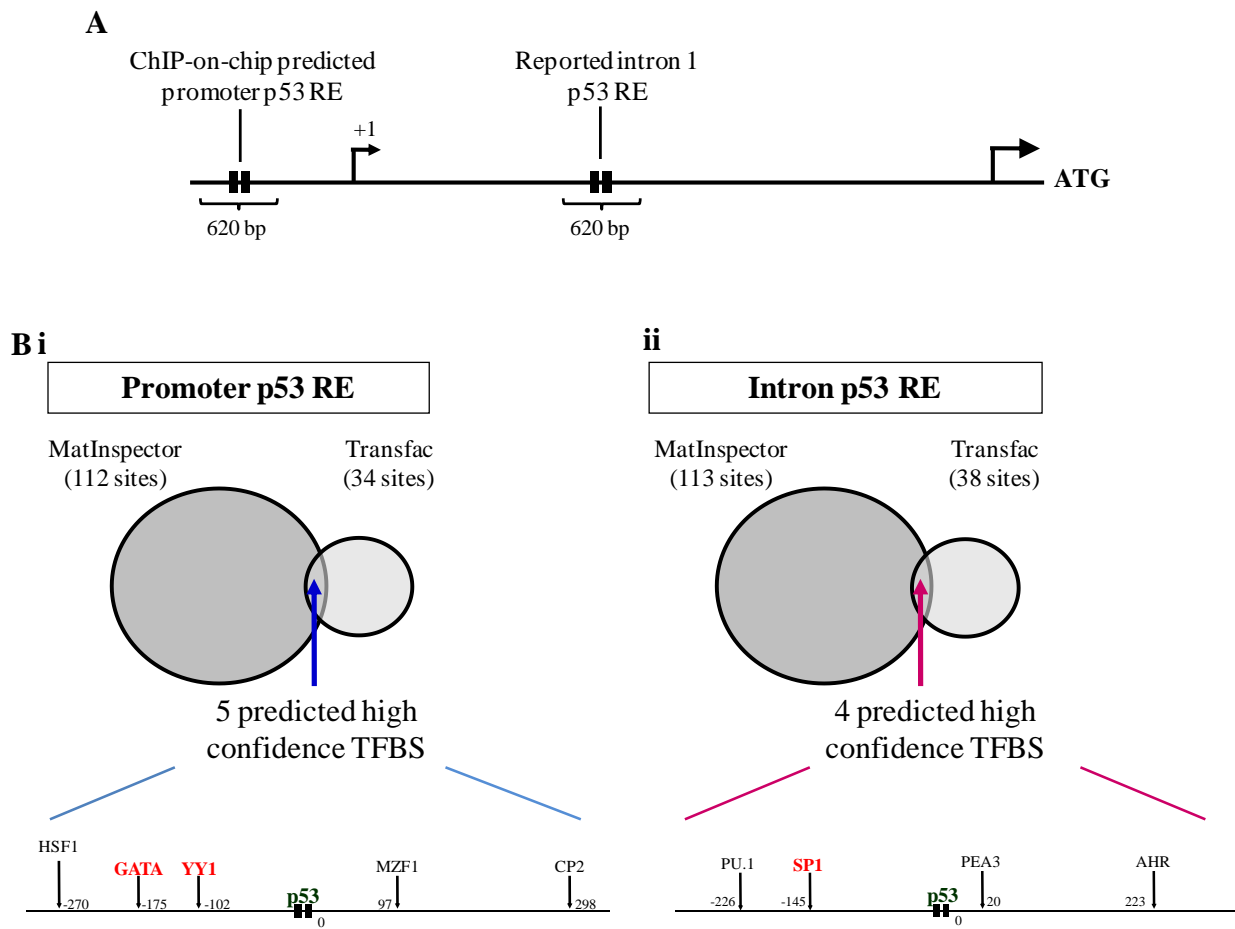 A
ChIP-on-chip predicted
promoter p53 RE
Reported intron 1
p53 RE
+1
ATG
620 bp
620 bp
B i
Promoter p53 RE
MatInspector
(112 sites)
Transfac
(34 sites)
5 predicted high
confidence TFBS
HSF1
GATA
YY1
p53
MZF1
CP2
-270
-175
-102
0
97
298
ii
Intron p53 RE
MatInspector
(113 sites)
Transfac
(38 sites)
4 predicted high
confidence TFBS
PU.1
SP1
p53
PEA3
AHR
-226
-145
0
20
223